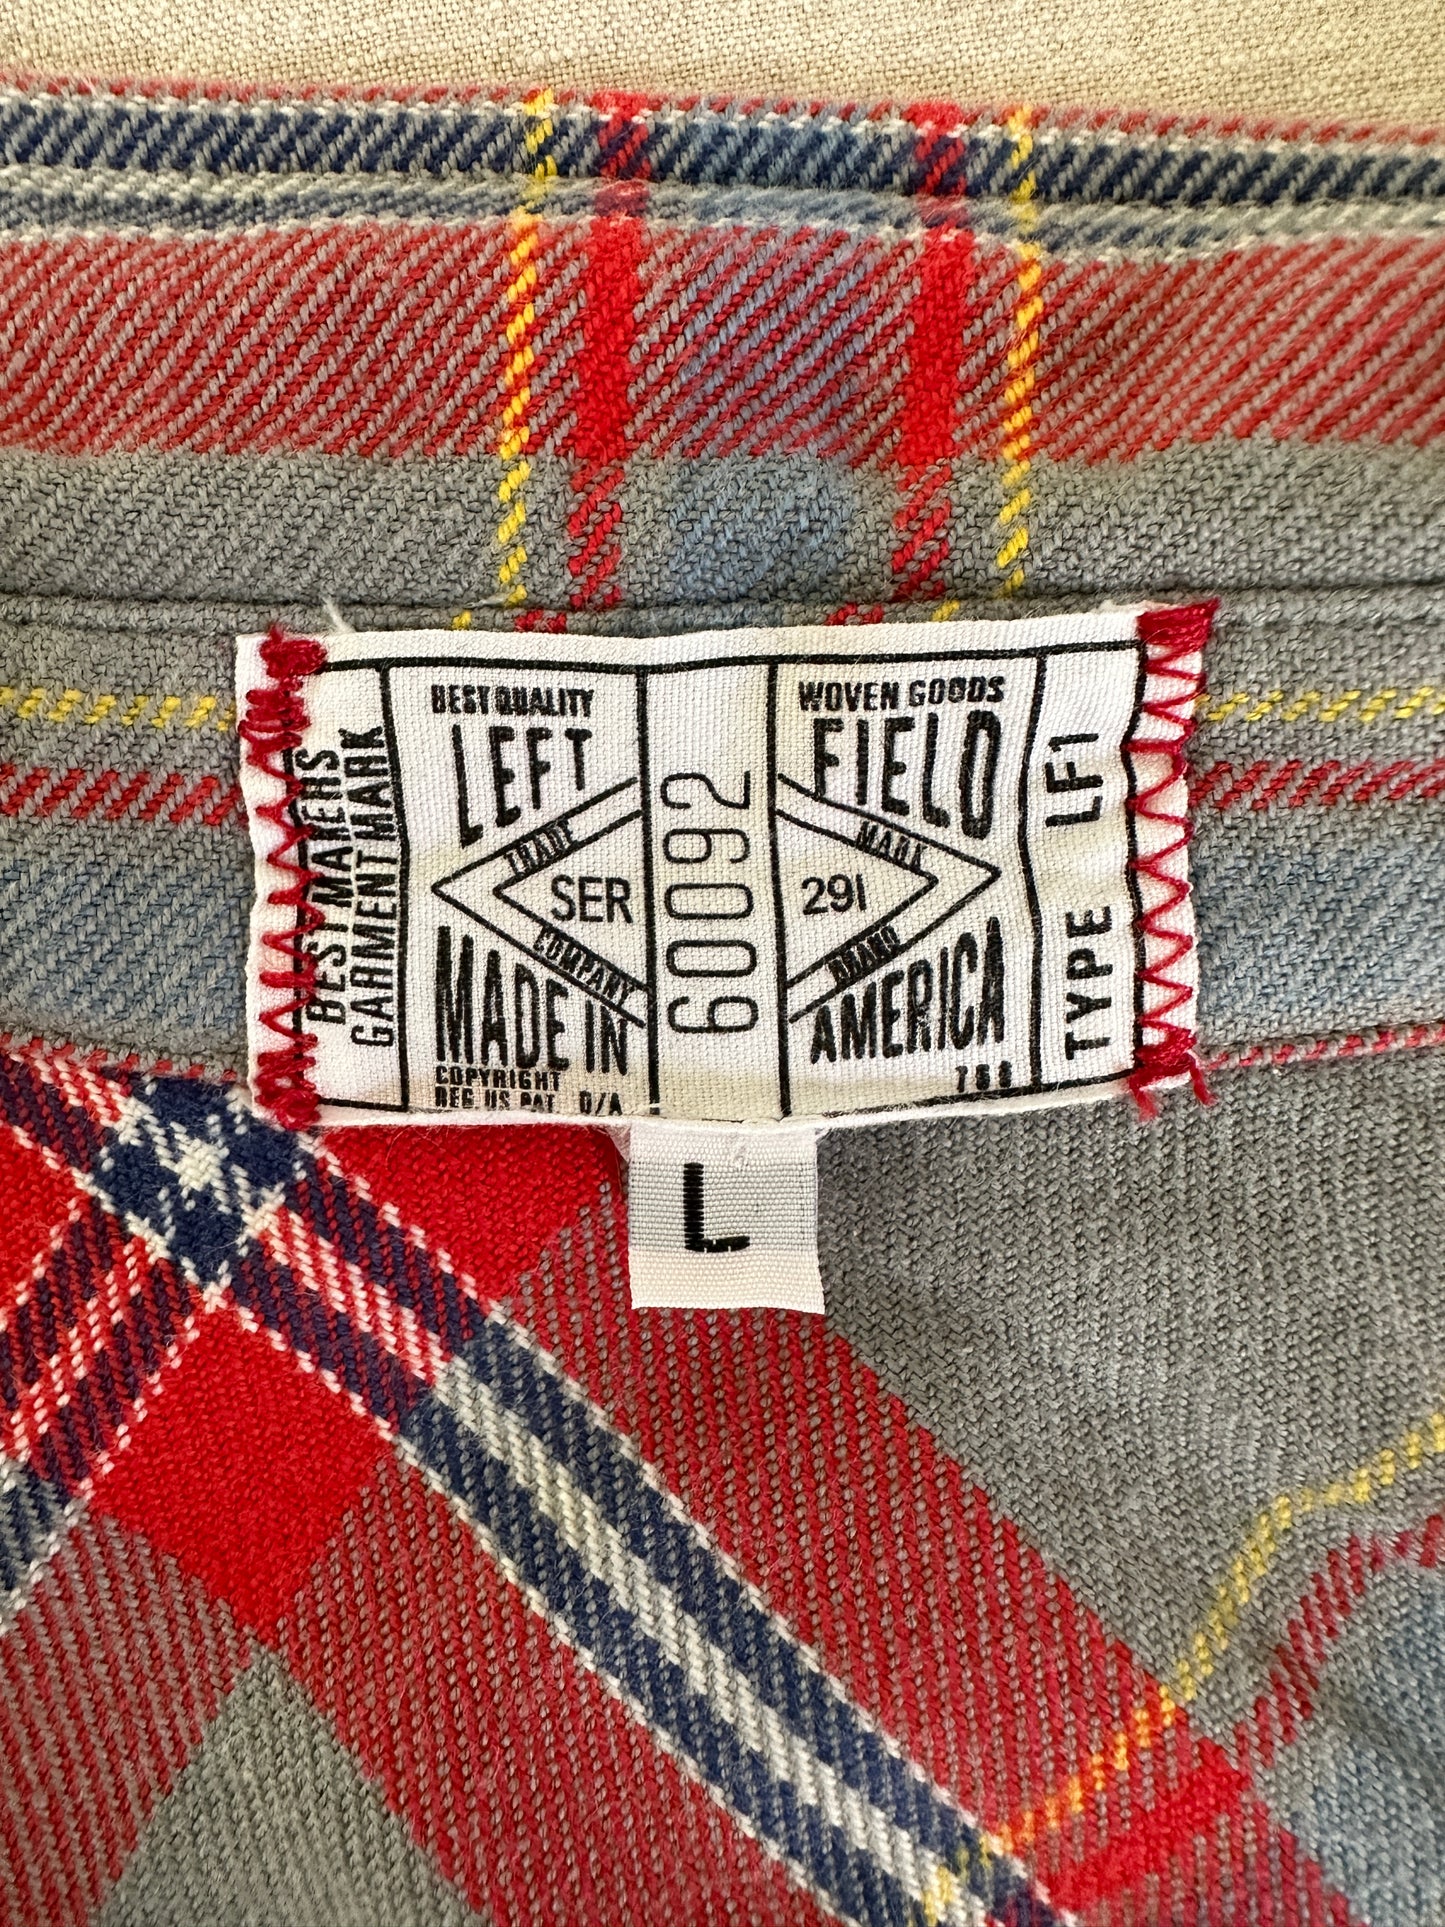 BEST MAKERS
GARMENT MARK
BEST QUALITY
LEFT
TRADE
SER
COMPANY
MADE IN
COPYRIGHT
REG US PAT D/A
60092
WOVEN GOODS
FIELD
MARK
291
BRAND
AMERICA
TYPE LF1
L